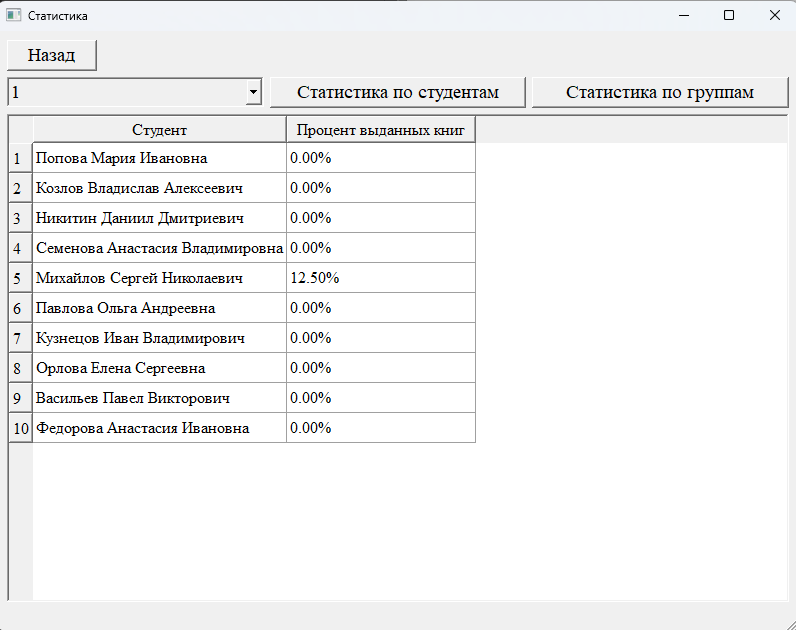 Статистика
Назад
1 Статистика по студентам Статистика по группам
Студент Процент выданных книг
1 Попова Мария Ивановна 0.00%
2 Козлов Владислав Алексеевич 0.00%
3 Никитин Даниил Дмитриевич 0.00%
4 Семенова Анастасия Владимировна 0.00%
5 Михайлов Сергей Николаевич 12.50%
6 Павлова Ольга Андреевна 0.00%
7 Кузнецов Иван Владимирович 0.00%
8 Орлова Елена Сергеевна 0.00%
9 Васильев Павел Викторович 0.00%
10 Федорова Анастасия Ивановна 0.00%